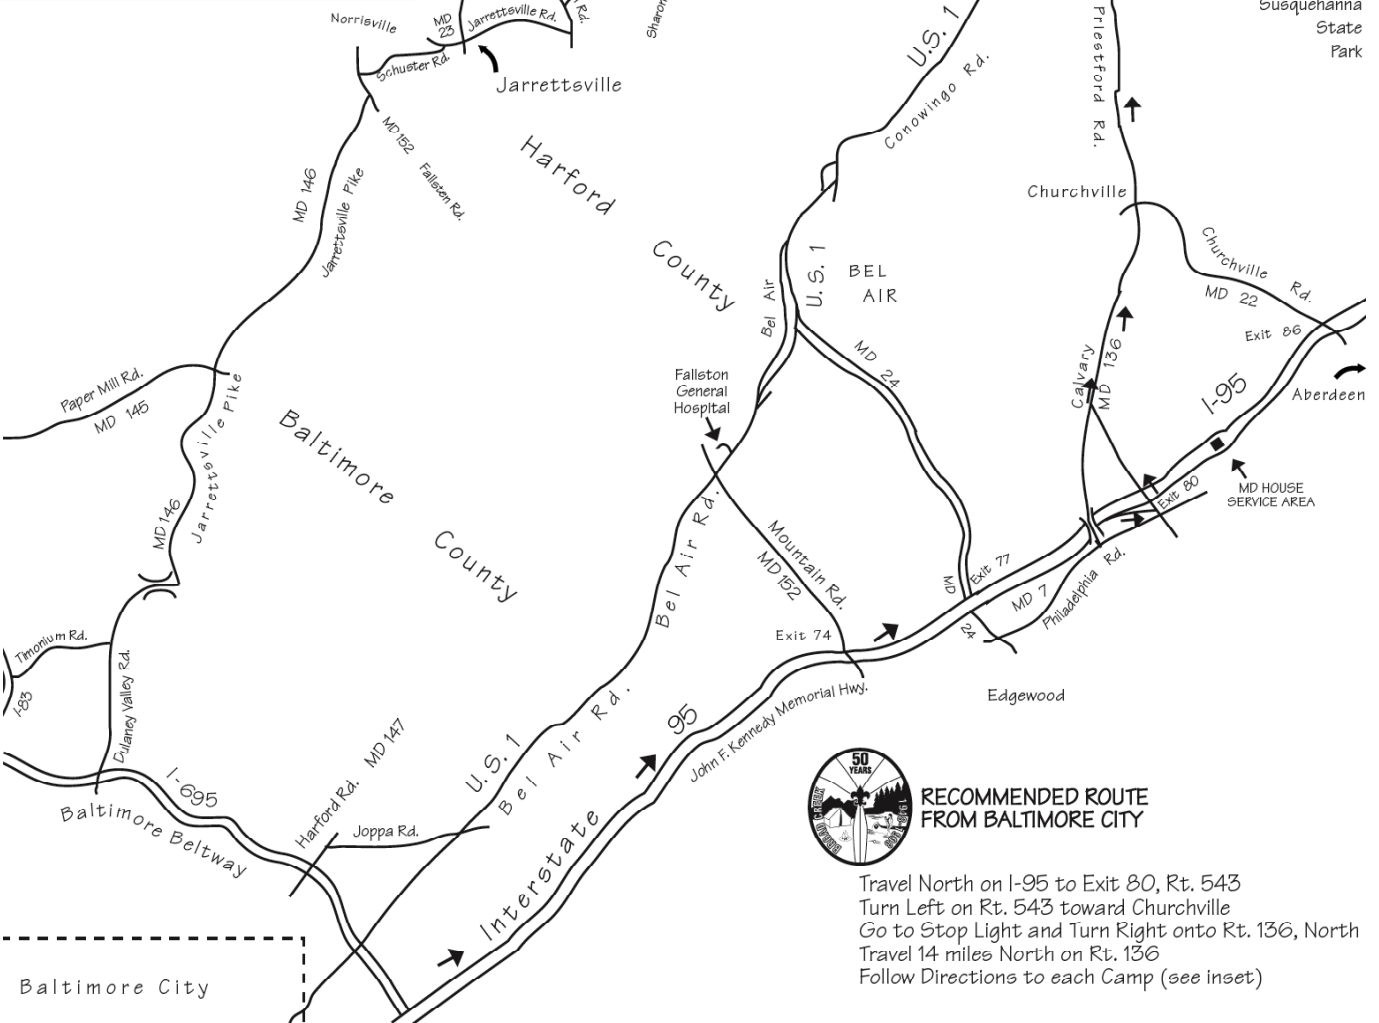 Norrisville
MD
23
Jarrettsville Rd.
Rd.
Sharon
Schuster Rd.
Jarrettsville
U.S. 1
Conowingo Rd.
Priestford Rd.
Susquehanna
State
Park
MD 152
Fallsten Rd.
MD 146
Jarrettsville Pike
Harford
County
Churchville
Churchville Rd.
MD 22
Exit 86
Aberdeen
Bel Air
U.S. 1
BEL
AIR
MD 24
Calvary
MD 136
I-95
Fallston
General
Hospital
Paper Mill Rd.
MD 145
Jarrettsville Pike
MD 146
Baltimore
County
MD HOUSE
SERVICE AREA
Exit 80
Bel Air Rd.
Mountain Rd.
MD 152
MD
24
Exit 77
MD 7
Philadelphia Rd.
Exit 74
Edgewood
Timonium Rd.
I-83
Dulaney Valley Rd.
I-695
Baltimore Beltway
Harford Rd.
MD 147
Joppa Rd.
U.S. 1
Bel Air Rd.
Interstate 95
John F. Kennedy Memorial Hwy.
Baltimore City
50
YEARS
BROAD CREEK
RECOMMENDED ROUTE
FROM BALTIMORE CITY
Travel North on I-95 to Exit 80, Rt. 543
Turn Left on Rt. 543 toward Churchville
Go to Stop Light and Turn Right onto Rt. 136, North
Travel 14 miles North on Rt. 136
Follow Directions to each Camp (see inset)